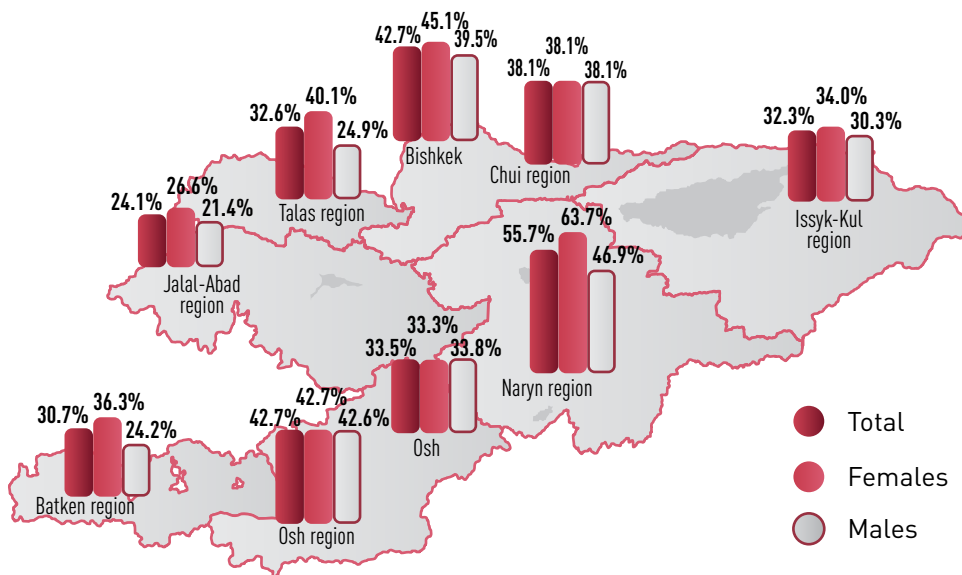 42.7%
45.1%
39.5%
Bishkek
38.1%
38.1%
38.1%
Chui region
32.6%
40.1%
24.9%
Talas region
32.3%
34.0%
30.3%
Issyk-Kul
region
24.1%
26.6%
21.4%
Jalal-Abad
region
55.7%
63.7%
46.9%
Naryn region
33.5%
33.3%
33.8%
Osh
30.7%
36.3%
24.2%
Batken region
42.7%
42.7%
42.6%
Osh region
Total
Females
Males